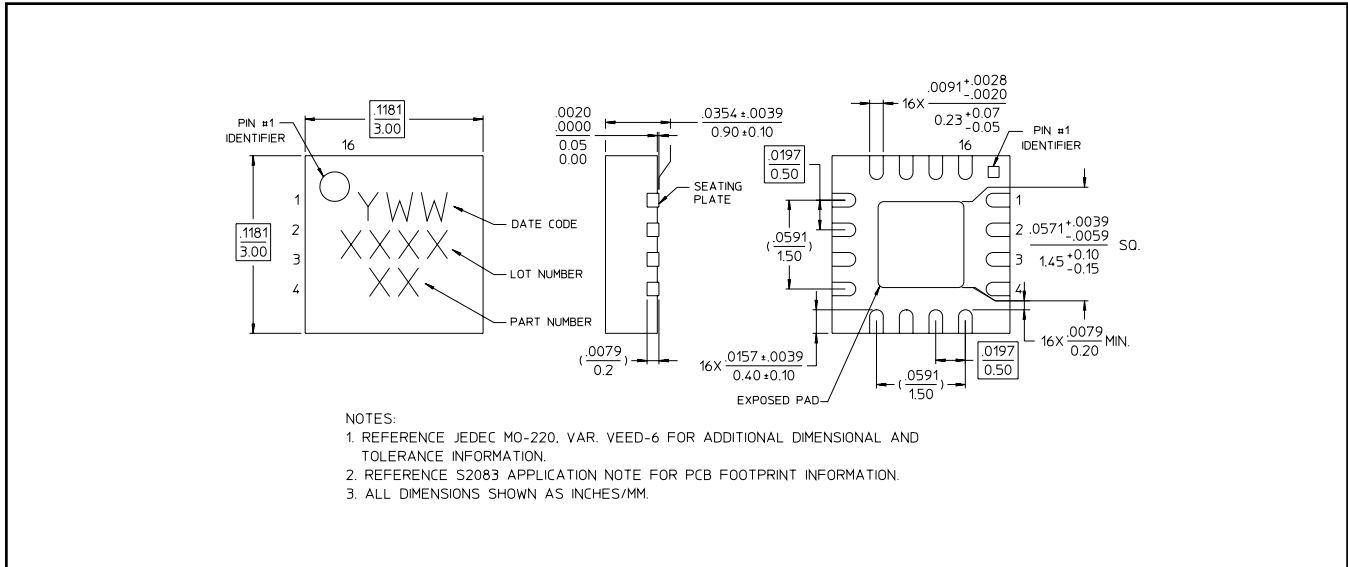 .1181
3.00
PIN #1
IDENTIFIER
16
.1181
3.00
1
2
3
4
YWW
XXXX
XX
DATE CODE
LOT NUMBER
PART NUMBER
.0020
.0000
0.05
0.00
.0354 ±.0039
0.90 ±0.10
SEATING
PLATE
(.0079
0.2)
16X .0091 +.0028
-.0020
0.23 +0.07
-0.05
16
PIN #1
IDENTIFIER
.0197
0.50
(.0591
1.50)
1
2
3
4
.0571 +.0039
-.0059
1.45 +0.10
-0.15
SQ.
16X .0157 ±.0039
0.40 ±0.10
16X .0079 MIN.
0.20
.0197
0.50
(.0591)
1.50
EXPOSED PAD
NOTES:
1. REFERENCE JEDEC MO-220, VAR. VEED-6 FOR ADDITIONAL DIMENSIONAL AND
TOLERANCE INFORMATION.
2. REFERENCE S2083 APPLICATION NOTE FOR PCB FOOTPRINT INFORMATION.
3. ALL DIMENSIONS SHOWN AS INCHES/MM.